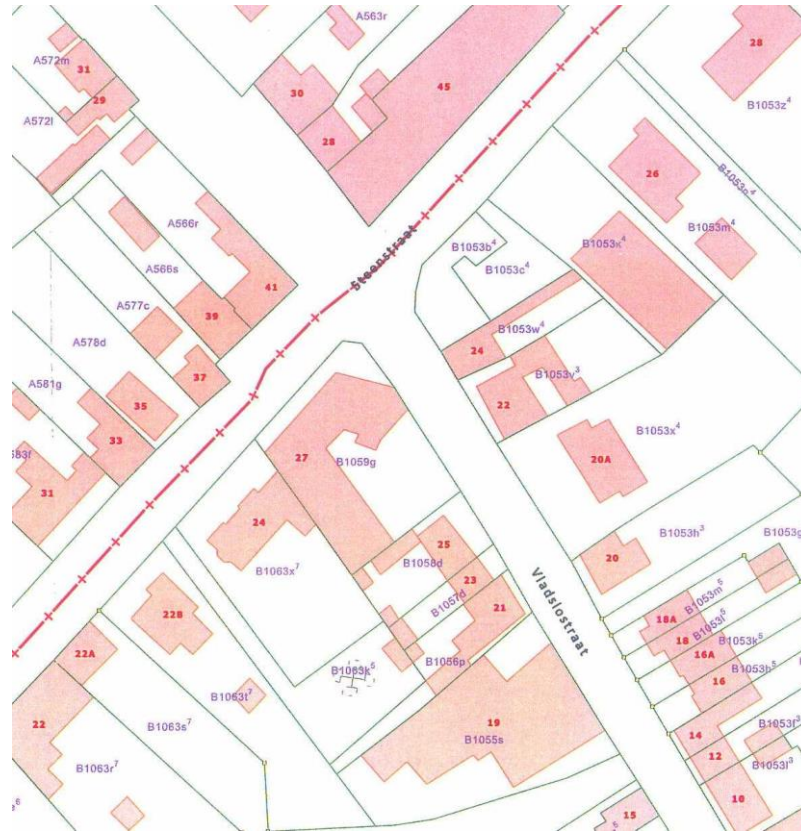 A563r
28
A572m
31
29
A572l
30
45
28
B1053z⁴
26
B1053n⁴
B1053m⁴
A566r
A566s
A577c
A578d
A581g
41
39
37
35
33
31
Steenstraat
B1053b⁴
B1053c⁴
B1053x⁴
B1053w⁴
24
B1053v³
22
B1053x⁴
20A
27
B1059g
24
B1063x⁷
25
B1058d
23
B1057d
21
B1056p
Vladslostraat
20
B1053h³
B1053g
B1053m⁵
18A
B1053l⁵
18
B1053k⁵
16A
B1053h⁵
16
22B
22A
B1063k⁶
22
B1063t⁷
B1063s⁷
B1063r⁷
19
B1055s
14
12
B1053f³
B1053l³
10
15